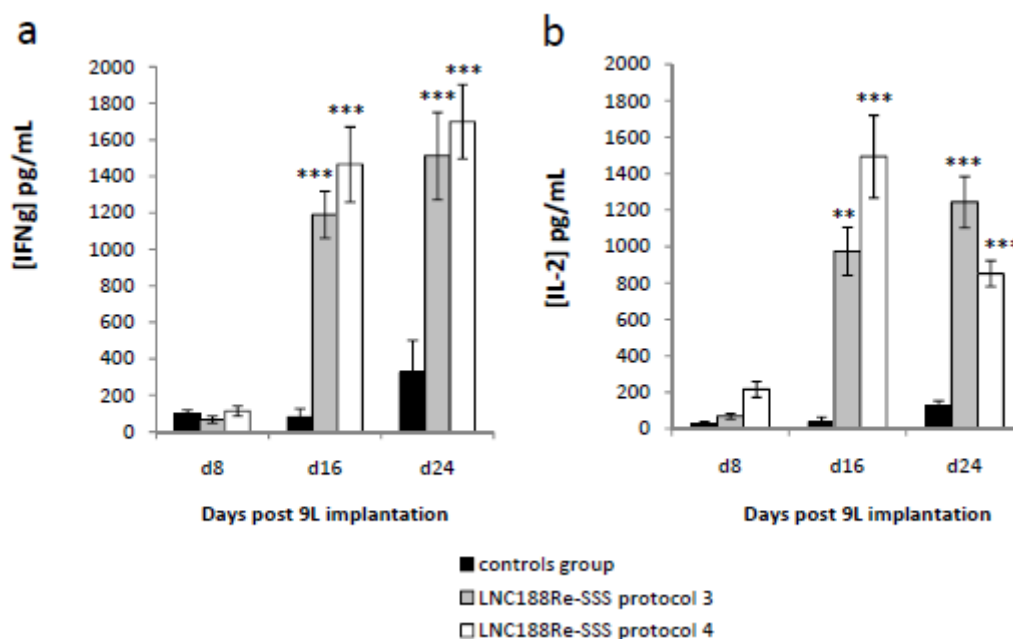 a
2000
1800
1600
1400
1200
1000
800
600
400
200
0
[IFNg] pg/mL
***
***
***
***
d8 d16 d24
Days post 9L implantation
b
2000
1800
1600
1400
1200
1000
800
600
400
200
0
[IL-2] pg/mL
**
***
***
***
d8 d16 d24
Days post 9L implantation
controls group
LNC188Re-SSS protocol 3
LNC188Re-SSS protocol 4